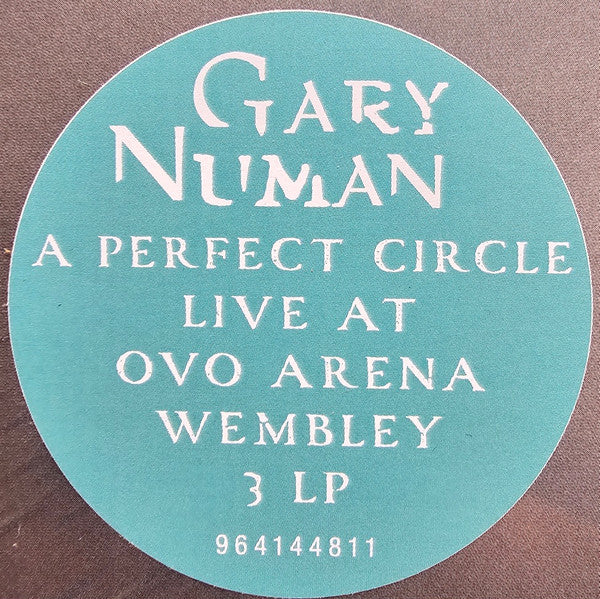 GARY
NUMAN
A PERFECT CIRCLE
LIVE AT
OVO ARENA
WEMBLEY
3 LP
964144811